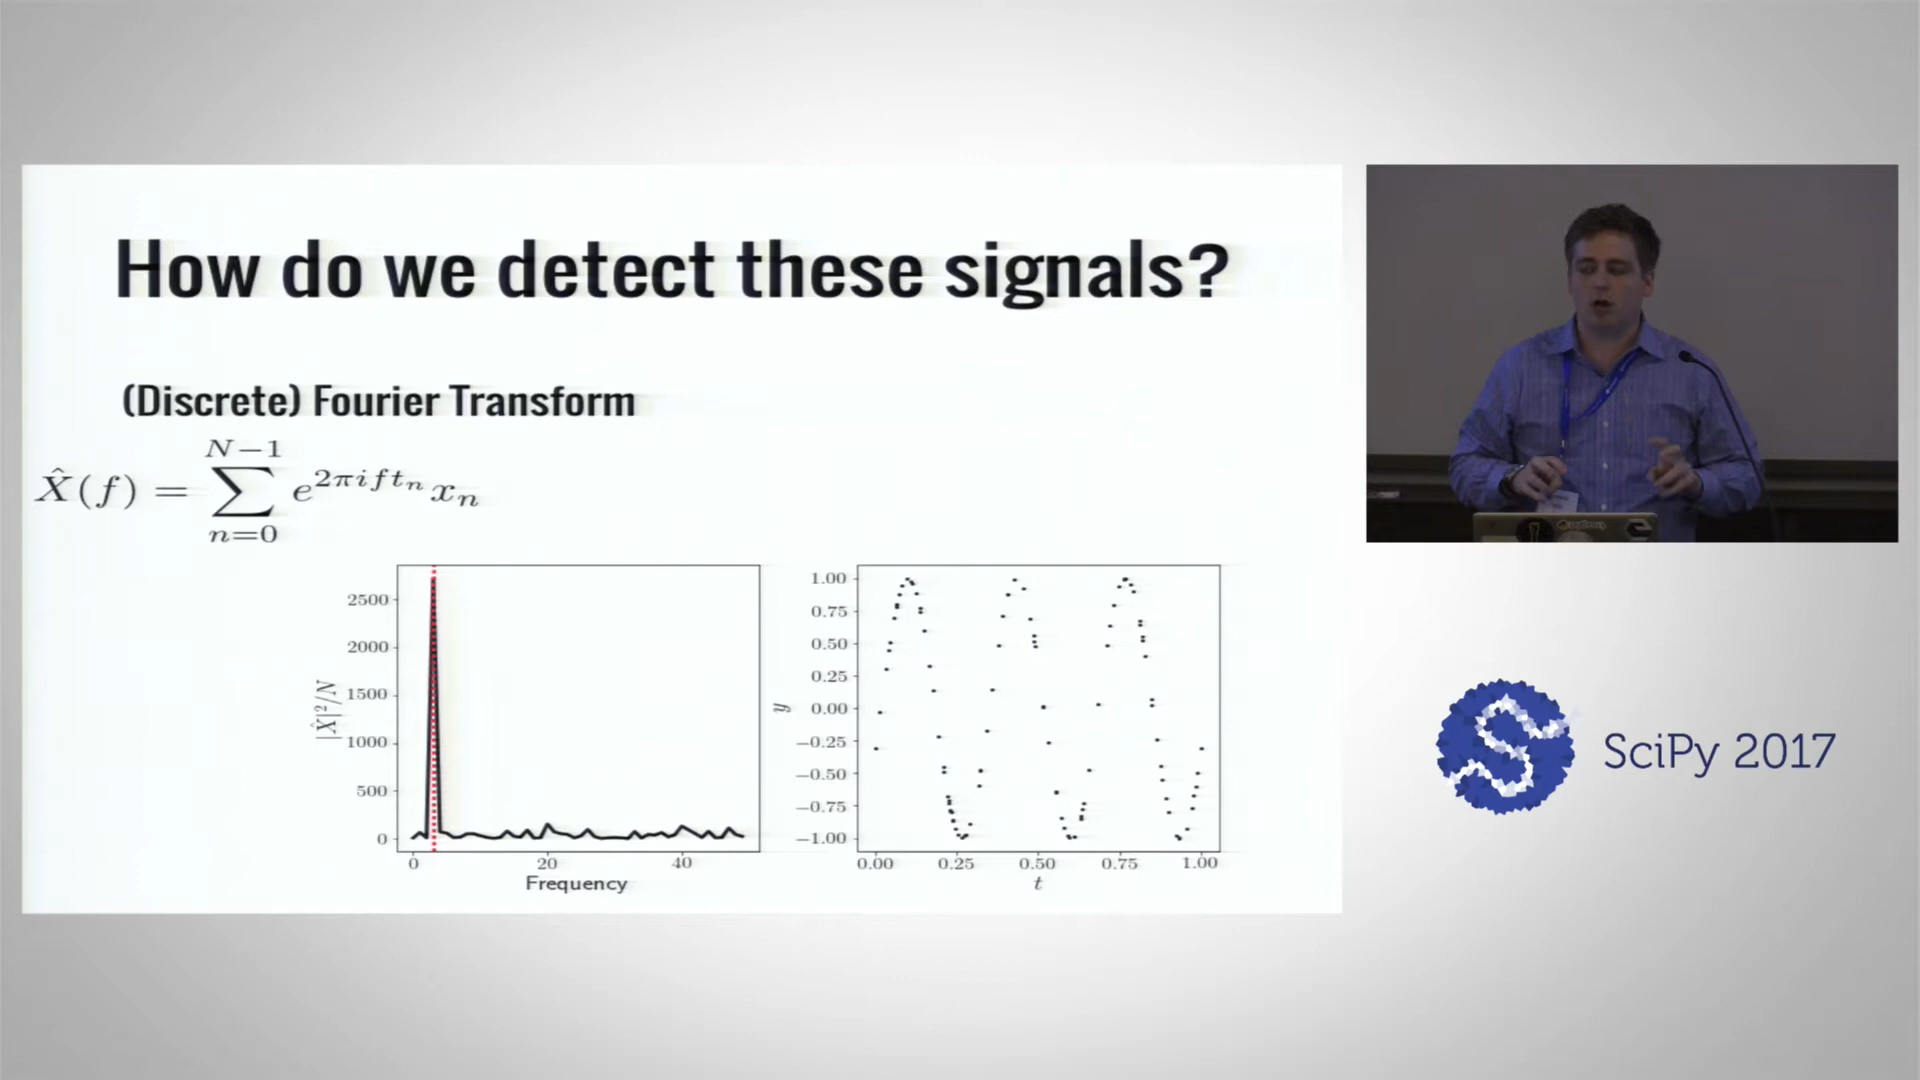 How do we detect these signals?
(Discrete) Fourier Transform
N−1
X̂(f) = ∑ e^{2πift_n} x_n
n=0
2500
2000
1500
1000
500
0
|X̂|²/N
0 20 40
Frequency
1.00
0.75
0.50
0.25
0.00
−0.25
−0.50
−0.75
−1.00
y
0.00 0.25 0.50 0.75 1.00
t
SciPy 2017